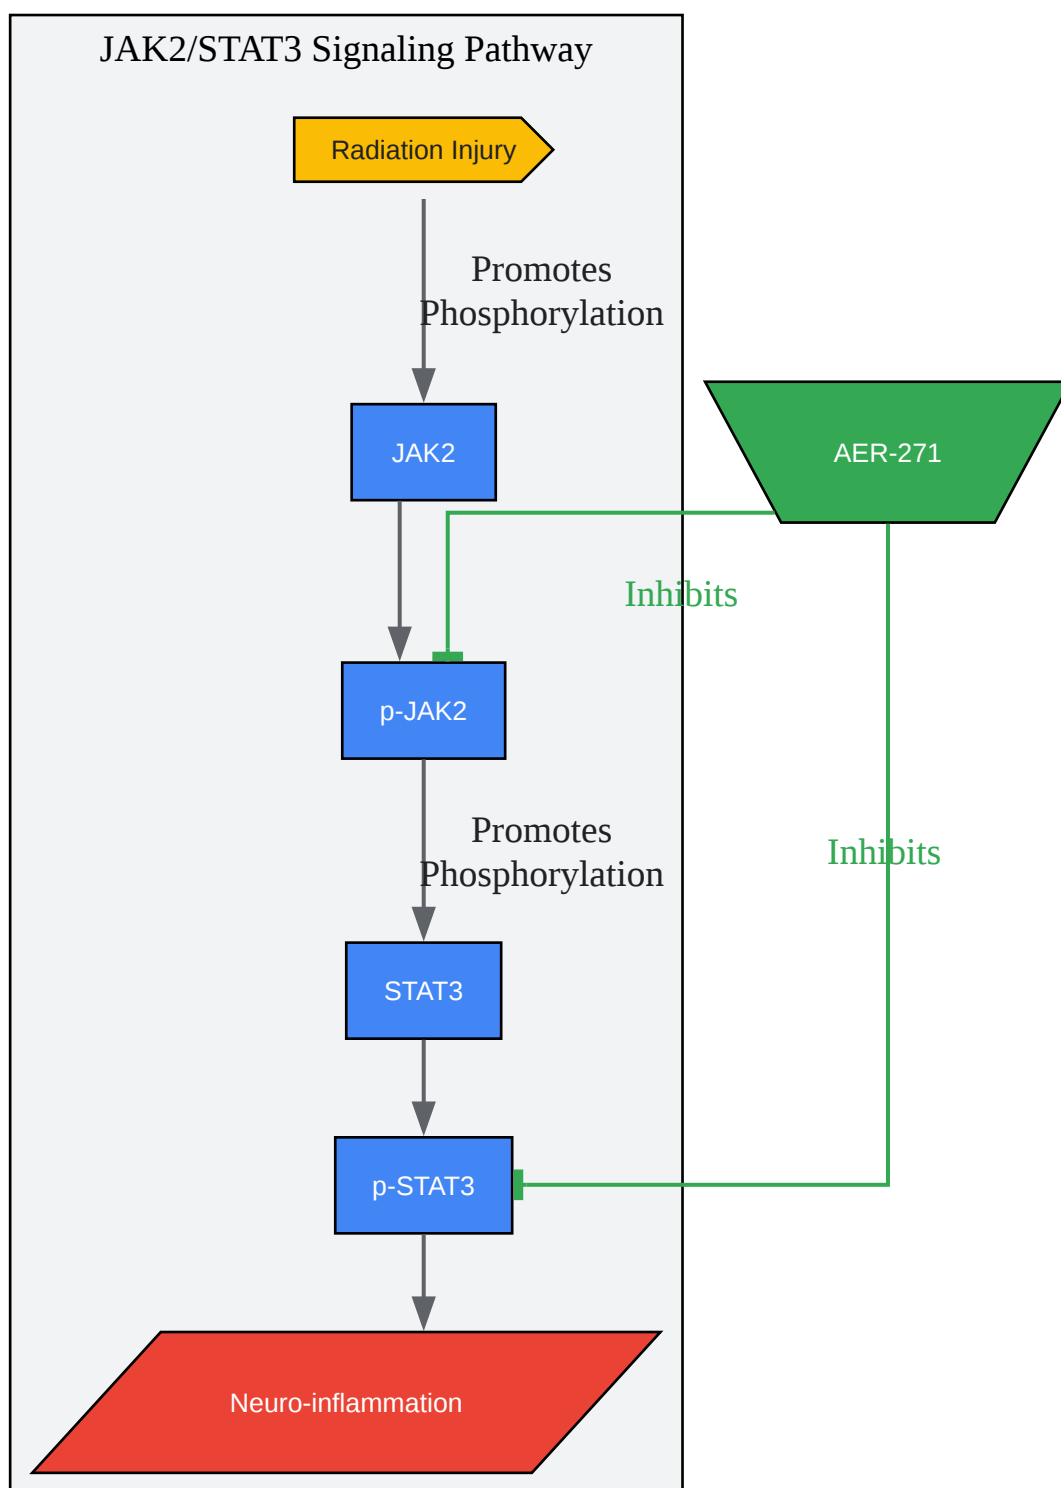 JAK2/STAT3 Signaling Pathway
Radiation Injury
Promotes
Phosphorylation
JAK2
AER-271
Inhibits
p-JAK2
Promotes
Phosphorylation
Inhibits
STAT3
p-STAT3
Neuro-inflammation